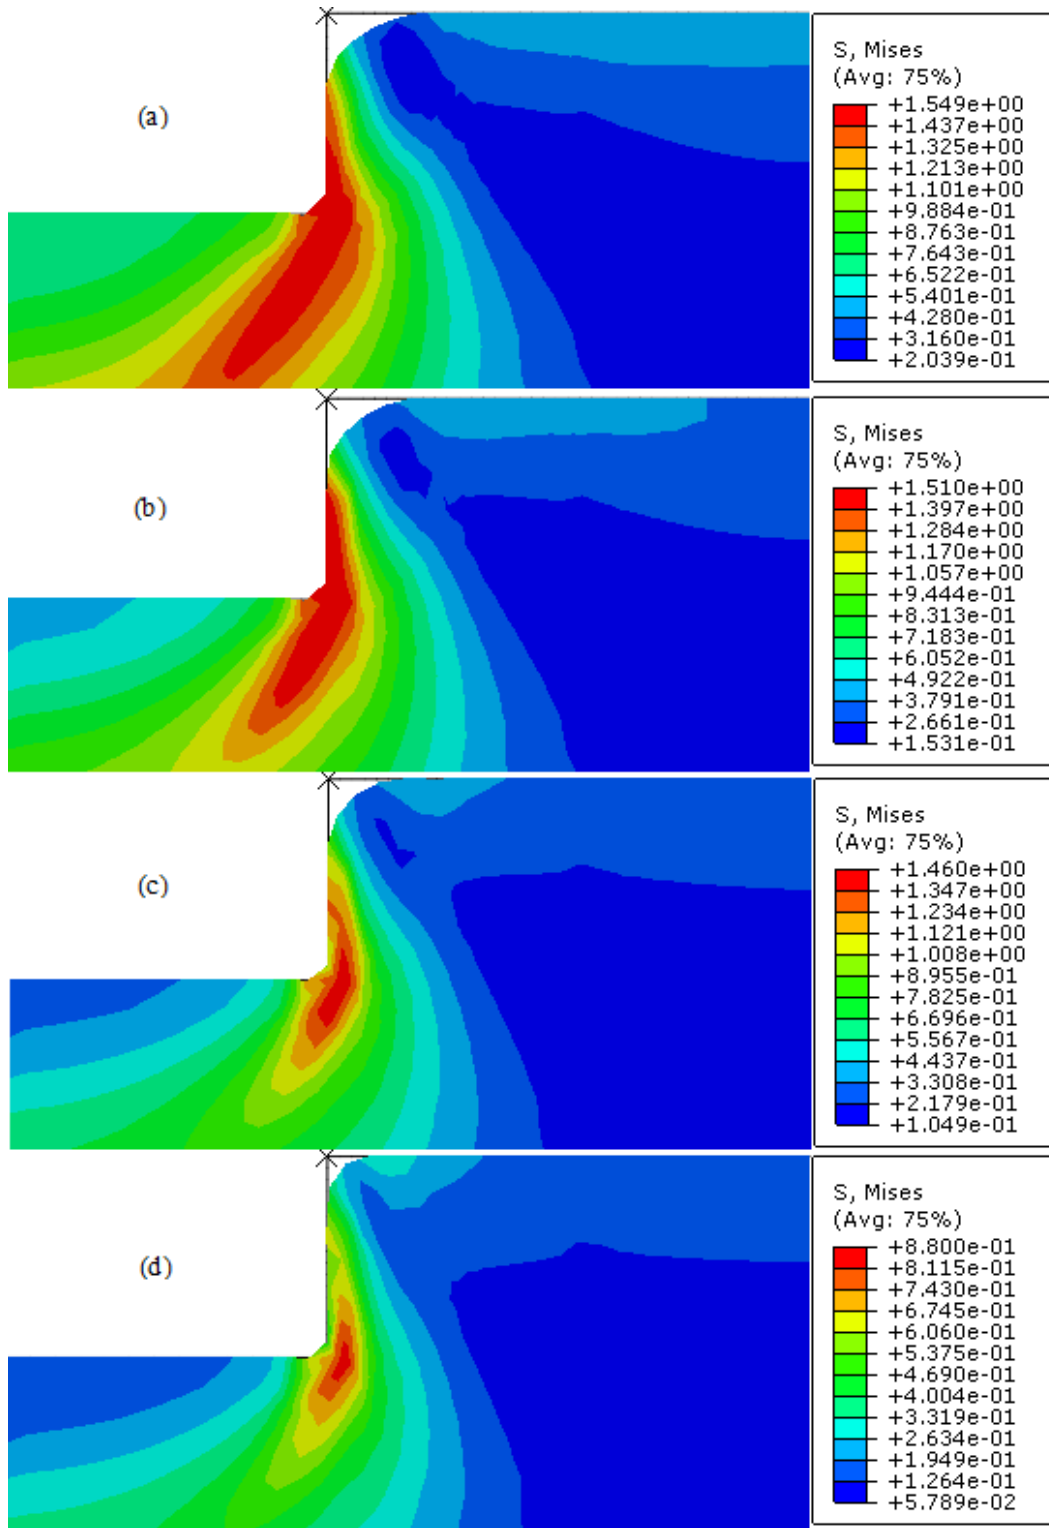 (a)
S, Mises
(Avg: 75%)
+1.549e+00
+1.437e+00
+1.325e+00
+1.213e+00
+1.101e+00
+9.884e-01
+8.763e-01
+7.643e-01
+6.522e-01
+5.401e-01
+4.280e-01
+3.160e-01
+2.039e-01
(b)
S, Mises
(Avg: 75%)
+1.510e+00
+1.397e+00
+1.284e+00
+1.170e+00
+1.057e+00
+9.444e-01
+8.313e-01
+7.183e-01
+6.052e-01
+4.922e-01
+3.791e-01
+2.661e-01
+1.531e-01
(c)
S, Mises
(Avg: 75%)
+1.460e+00
+1.347e+00
+1.234e+00
+1.121e+00
+1.008e+00
+8.955e-01
+7.825e-01
+6.696e-01
+5.567e-01
+4.437e-01
+3.308e-01
+2.179e-01
+1.049e-01
(d)
S, Mises
(Avg: 75%)
+8.800e-01
+8.115e-01
+7.430e-01
+6.745e-01
+6.060e-01
+5.375e-01
+4.690e-01
+4.004e-01
+3.319e-01
+2.634e-01
+1.949e-01
+1.264e-01
+5.789e-02